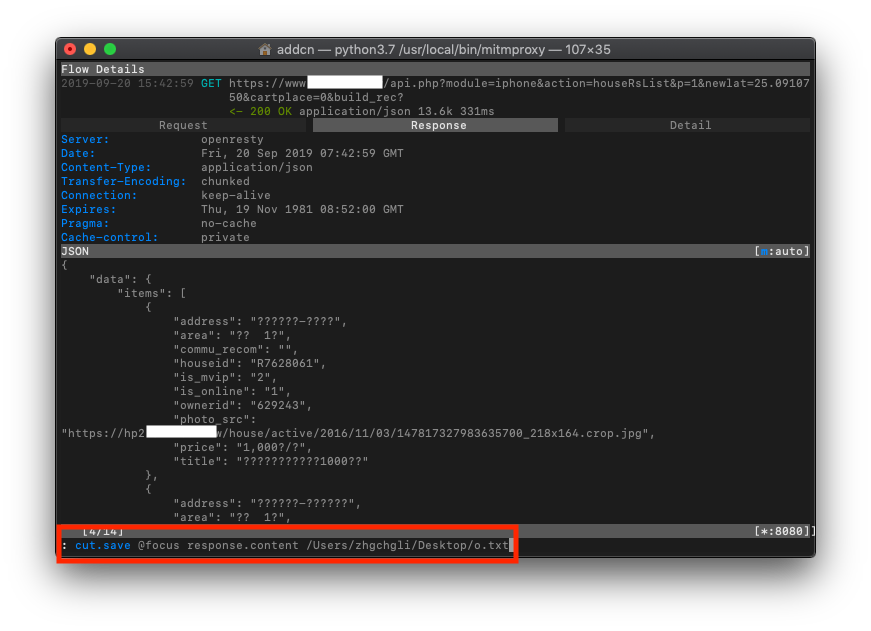 addcn — python3.7 /usr/local/bin/mitmproxy — 107×35
Flow Details
2019-09-20 15:42:59 GET https://www /api.php?module=iphone&action=houseRsList&p=1&newlat=25.09107
50&cartplace=0&build_rec?
<- 200 OK application/json 13.6k 331ms
Request Response Detail
Server: openresty
Date: Fri, 20 Sep 2019 07:42:59 GMT
Content-Type: application/json
Transfer-Encoding: chunked
Connection: keep-alive
Expires: Thu, 19 Nov 1981 08:52:00 GMT
Pragma: no-cache
Cache-control: private
JSON [m:auto]
{
"data": {
"items": [
{
"address": "??????-????",
"area": "??  1?",
"commu_recom": "",
"houseid": "R7628061",
"is_mvip": "2",
"is_online": "1",
"ownerid": "629243",
"photo_src":
"https://hp2 w/house/active/2016/11/03/147817327983635700_218x164.crop.jpg",
"price": "1,000?/?",
"title": "???????????1000??"
},
{
"address": "??????-??????",
"area": "??  1?",
[4/14] [*:8080]
: cut.save @focus response.content /Users/zhgchgli/Desktop/o.txt